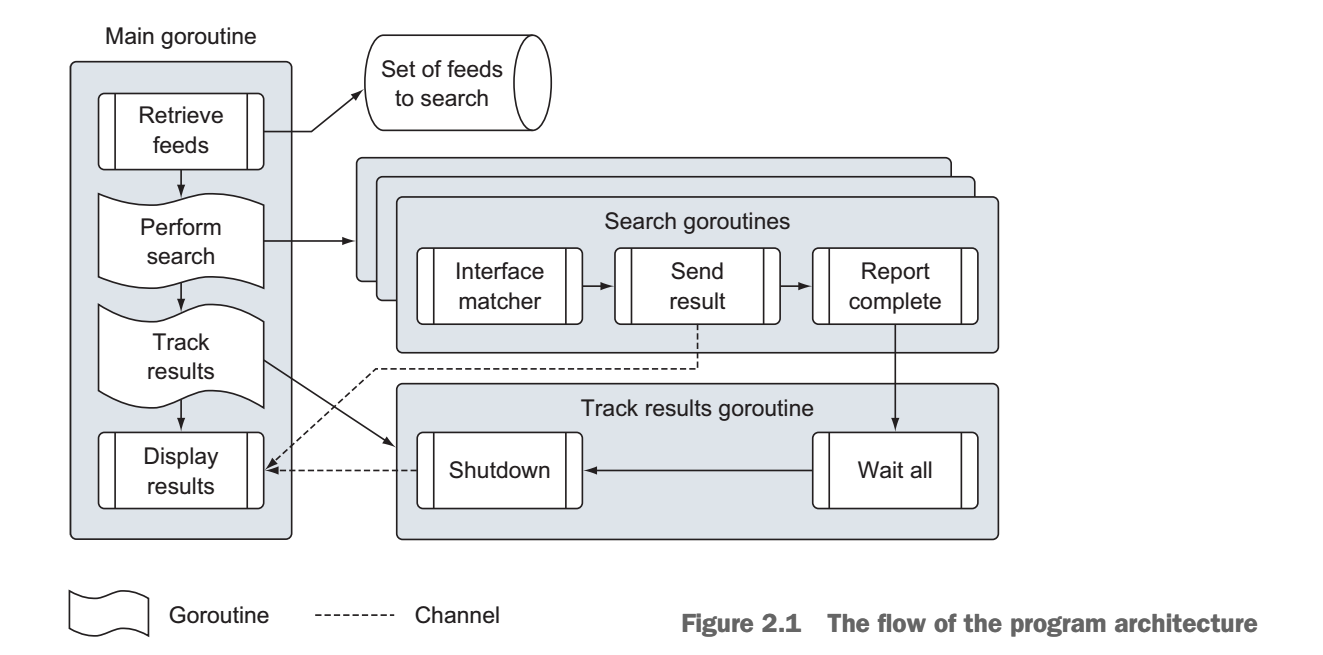 Main goroutine
Set of feeds
to search
Retrieve
feeds
Perform
search
Track
results
Display
results
Search goroutines
Interface
matcher
Send
result
Report
complete
Track results goroutine
Shutdown
Wait all
Goroutine
Channel
Figure 2.1 The flow of the program architecture